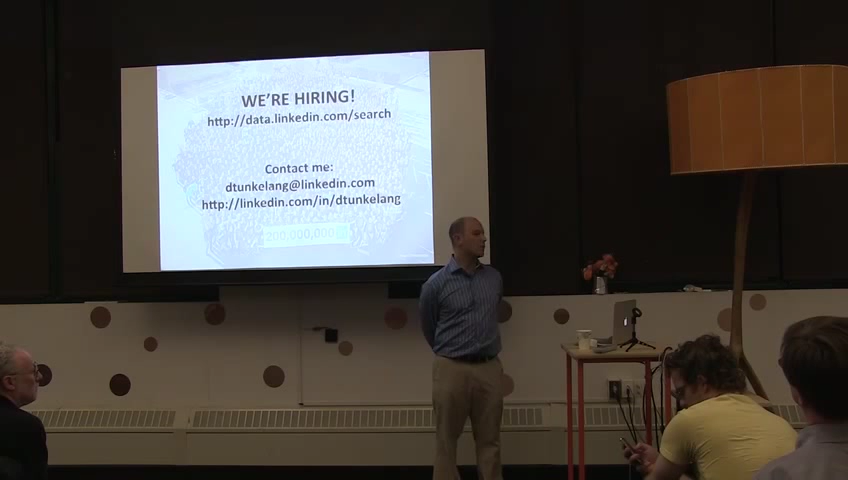 WE'RE HIRING!
http://data.linkedin.com/search
Contact me:
dtunkelang@linkedin.com
http://linkedin.com/in/dtunkelang
200,000,000